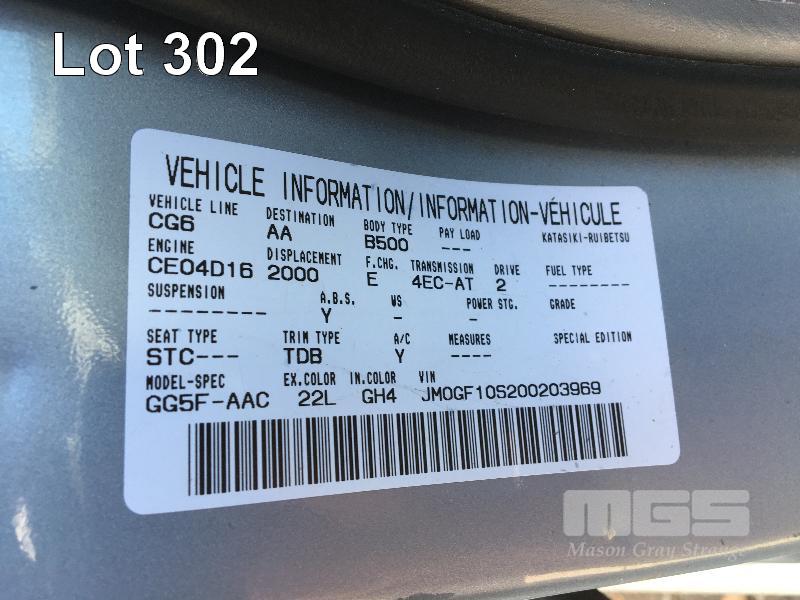 Lot 302
VEHICLE INFORMATION/INFORMATION-VÉHICULE
VEHICLE LINE DESTINATION BODY TYPE PAY LOAD KATASIKI-RUIBETSU
CG6 AA B500 ---
ENGINE DISPLACEMENT F.CHG. TRANSMISSION DRIVE FUEL TYPE
CE04D16 2000 E 4EC-AT 2 --------
SUSPENSION A.B.S. WS POWER STG. GRADE
--------- Y - -
SEAT TYPE TRIM TYPE A/C MEASURES SPECIAL EDITION
STC--- TDB Y ----
MODEL-SPEC EX.COLOR IN.COLOR VIN
GG5F-AAC 22L GH4 JM0GF10S200203969
MGS
Mason Gray Strange